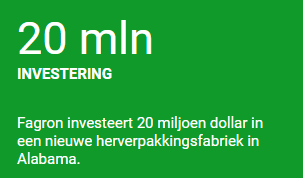 20 mln
INVESTERING
Fagron investeert 20 miljoen dollar in
een nieuwe herverpakkingsfabriek in
Alabama.